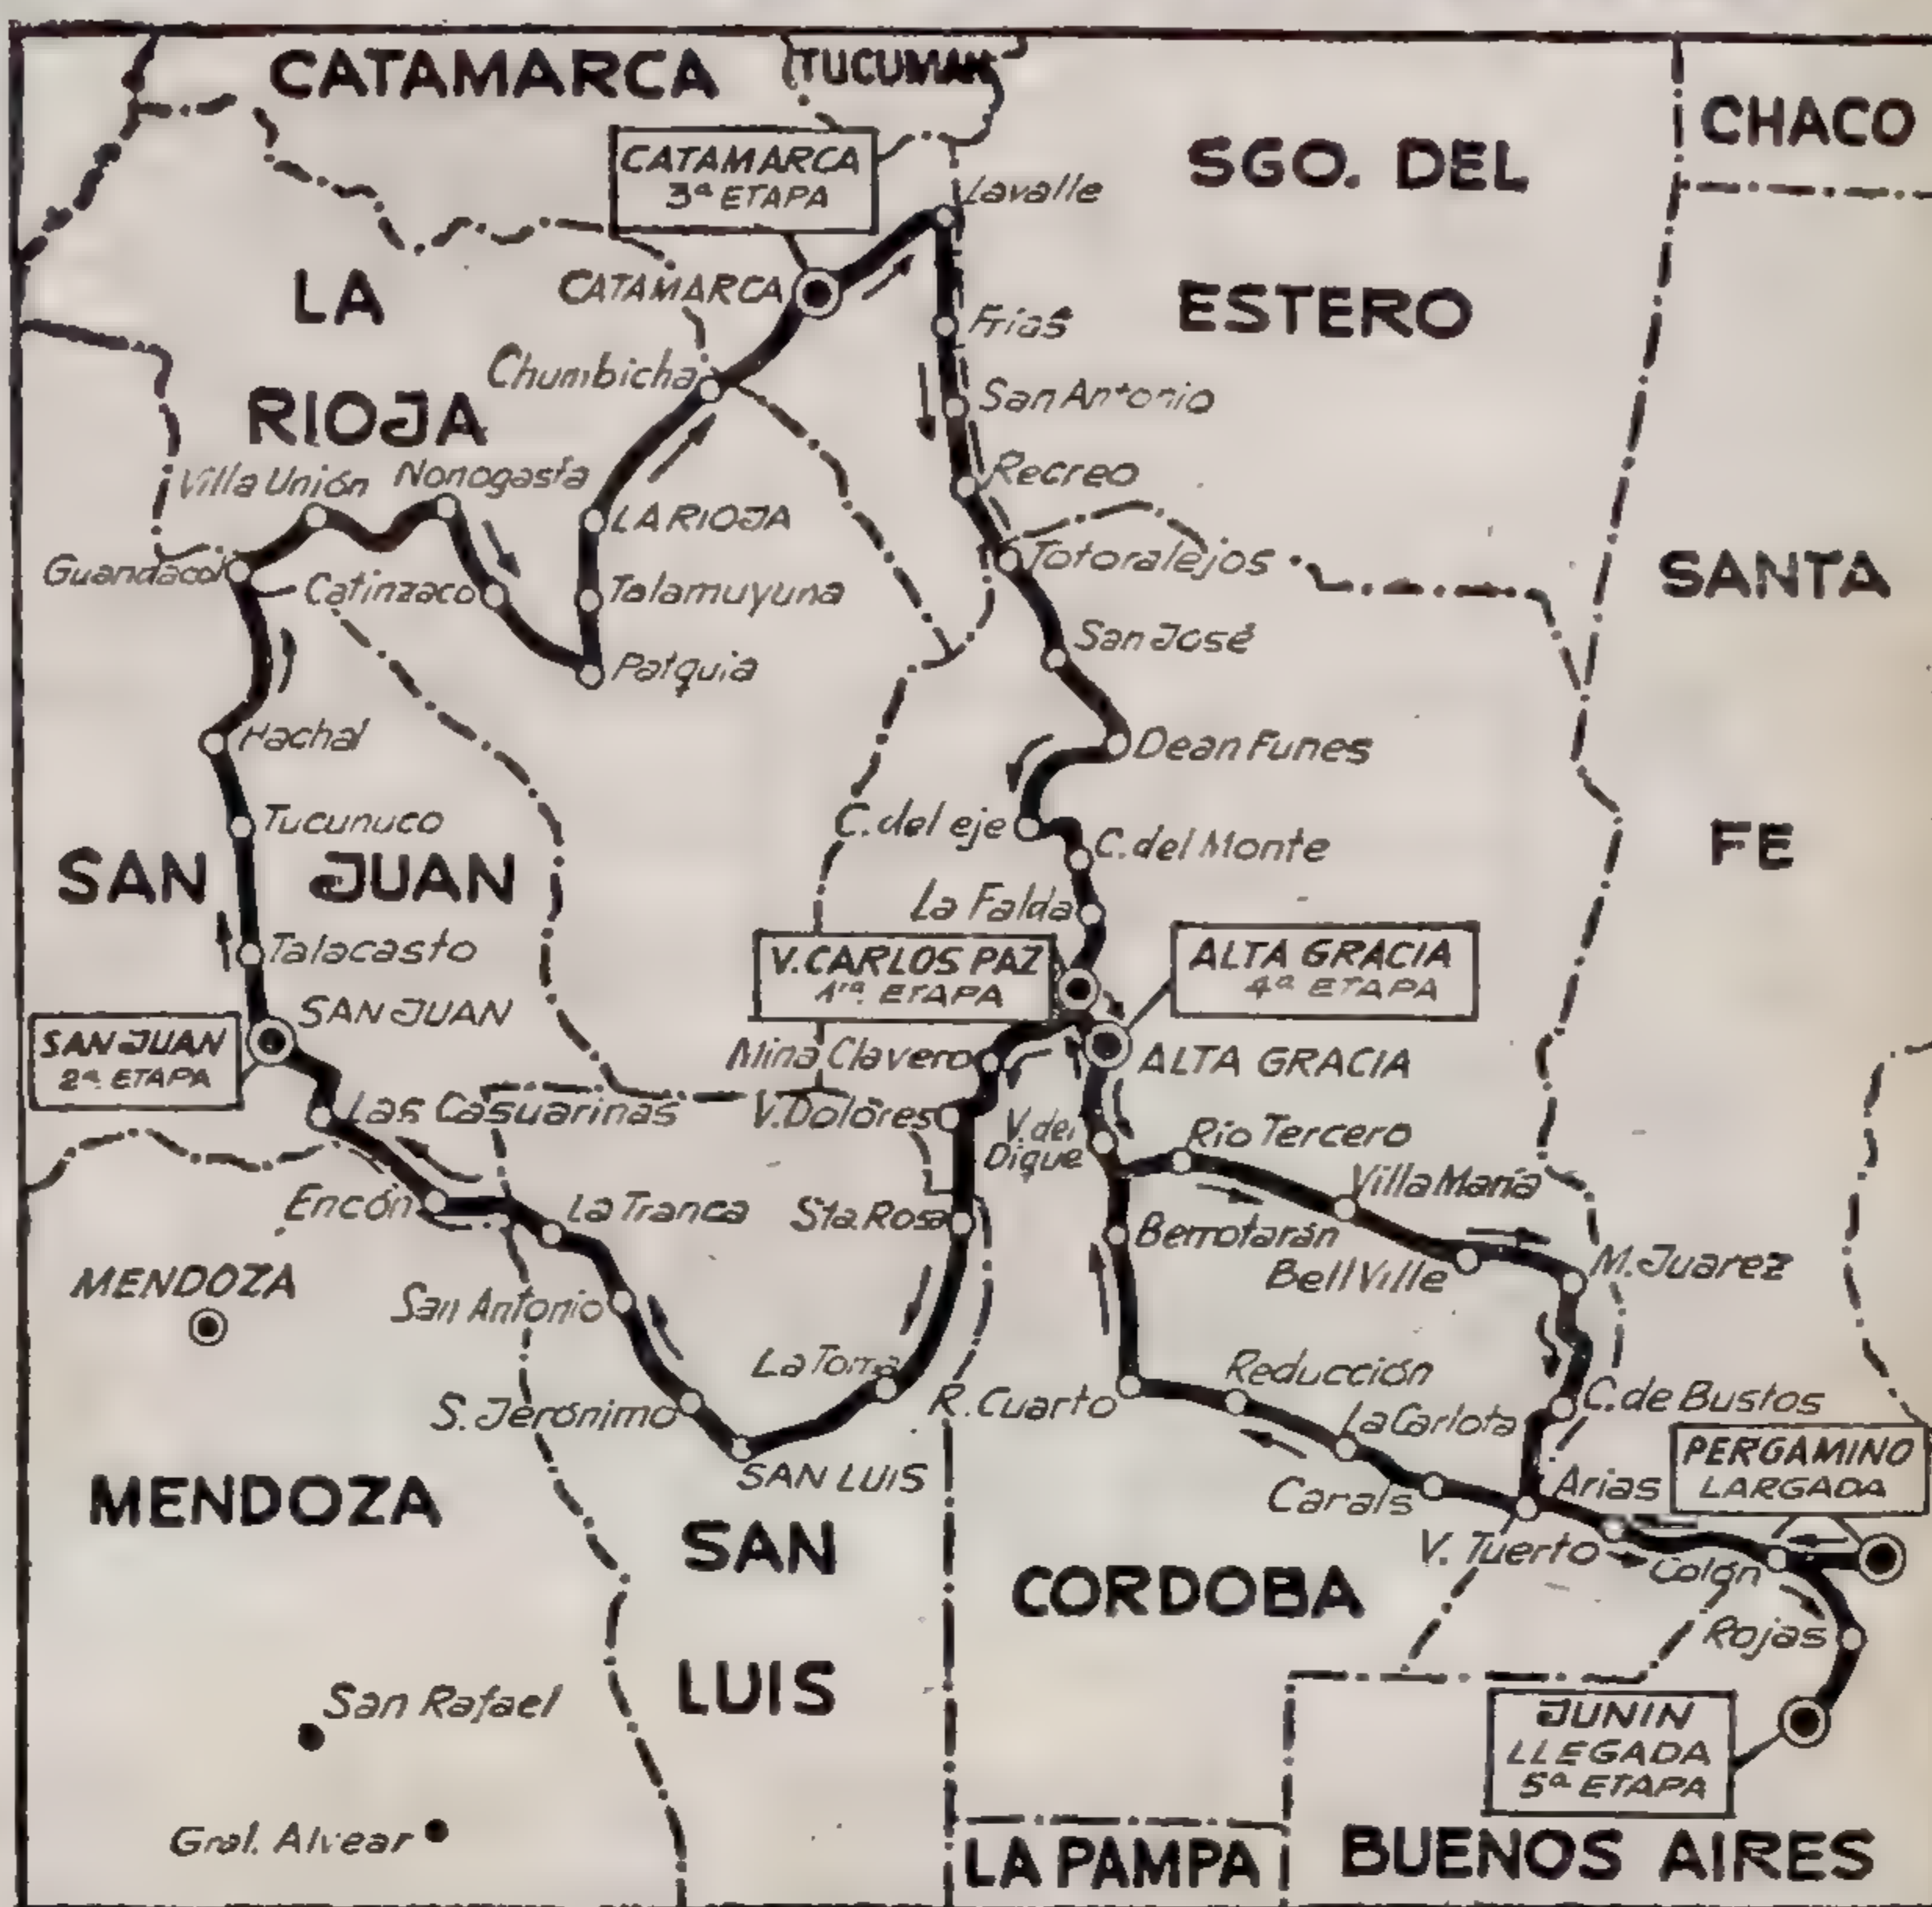 CATAMARCA
TUCUMAN
CHACO
CATAMARCA
3ª ETAPA
SGO. DEL
ESTERO
Lavalle
LA
RIOJA
CATAMARCA
Frias
Chumbicha
San Antonio
Villa Unión
Nonogasta
Recreo
LA RIOJA
Guandacol
Catinzaco
Talamuyuna
Totoralejos
SANTA
FE
Patquia
San José
Hachal
Dean Funes
Tucunuco
C. del eje
C. del Monte
SAN JUAN
La Falda
Talacasto
V. CARLOS PAZ
1ra. ETAPA
ALTA GRACIA
4ª ETAPA
SAN JUAN
SAN JUAN
2ª ETAPA
Mina Clavero
ALTA GRACIA
Las Casuarinas
V. Dolores
V. del
Dique
Rio Tercero
Villa María
Encón
La Tranca
Sta. Rosa
Berrotarán
Bell Ville
M. Juarez
MENDOZA
San Antonio
La Toma
R. Cuarto
Reducción
C. de Bustos
S. Jerónimo
La Carlota
SAN LUIS
Carals
Arias
PERGAMINO
LARGADA
MENDOZA
SAN
LUIS
V. Tuerto
Colón
CORDOBA
Rojas
San Rafael
JUNIN
LLEGADA
5ª ETAPA
Gral. Alvear
LA PAMPA
BUENOS AIRES